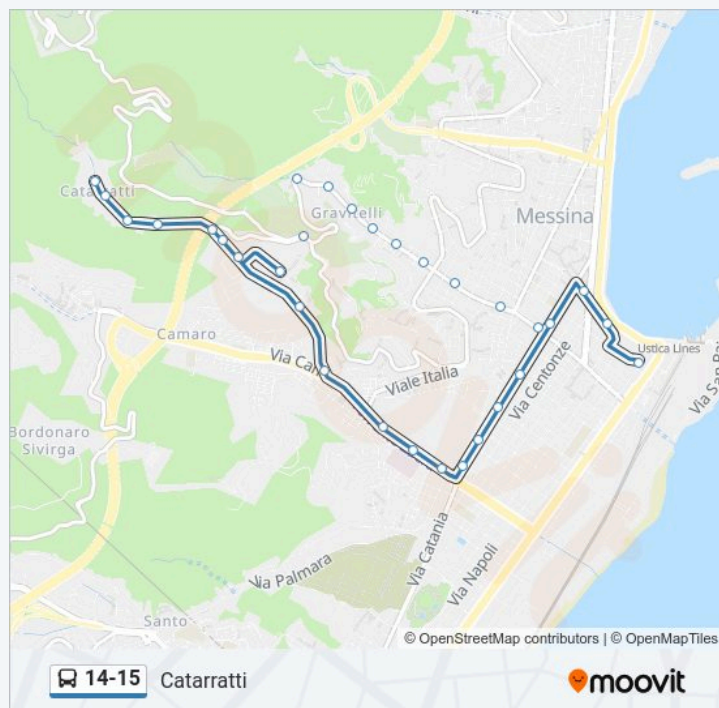 Catarratti
Gravitelli
Messina
Camaro
Ustica Lines
Via Cam
Viale Italia
Via Centonze
Via San Ra
Bordonaro
Sivirga
Via Catania
Via Napoli
Via Palmara
Santo
© OpenStreetMap contributors | © OpenMapTiles
14-15 Catarratti
moovit